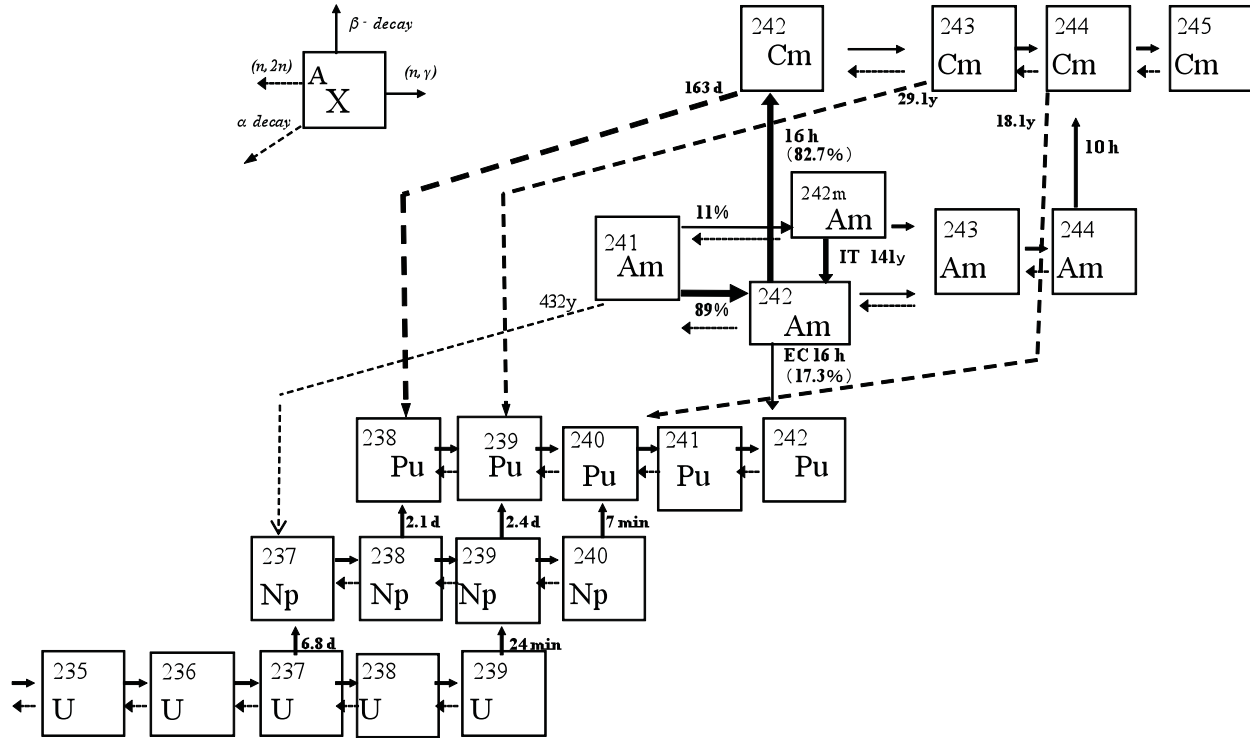 β - decay
(n,2n)
A
X
(n,γ)
α decay
242
Cm
243
Cm
244
Cm
245
Cm
163 d
29.1y
18.1y
16 h
(82.7%)
10 h
242m
Am
11%
241
Am
IT 141y
243
Am
244
Am
432y
89%
242
Am
EC 16 h
(17.3%)
238
Pu
239
Pu
240
Pu
241
Pu
242
Pu
2.1 d
2.4 d
7 min
237
Np
238
Np
239
Np
240
Np
6.8 d
24 min
235
U
236
U
237
U
238
U
239
U